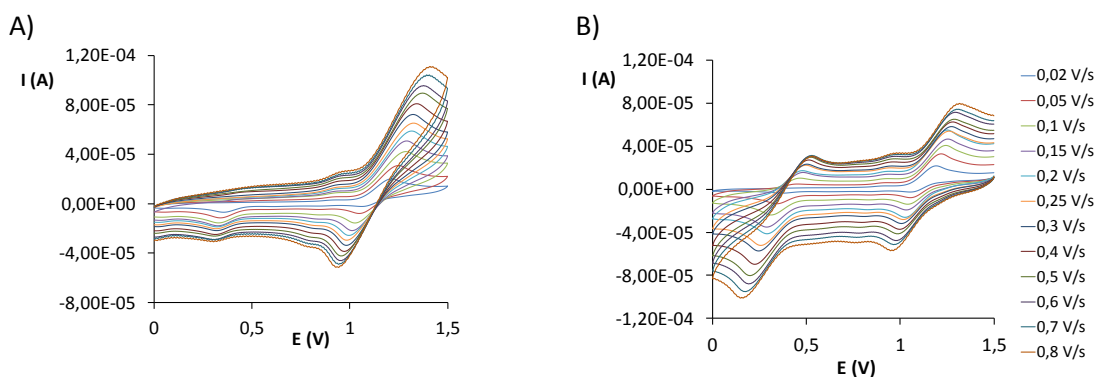 A)
I (A)
1,20E-04
8,00E-05
4,00E-05
0,00E+00
-4,00E-05
-8,00E-05
0
0,5
1
1,5
E (V)
B)
I (A)
1,20E-04
8,00E-05
4,00E-05
0,00E+00
-4,00E-05
-8,00E-05
-1,20E-04
0
0,5
1
1,5
E (V)
0,02 V/s
0,05 V/s
0,1 V/s
0,15 V/s
0,2 V/s
0,25 V/s
0,3 V/s
0,4 V/s
0,5 V/s
0,6 V/s
0,7 V/s
0,8 V/s